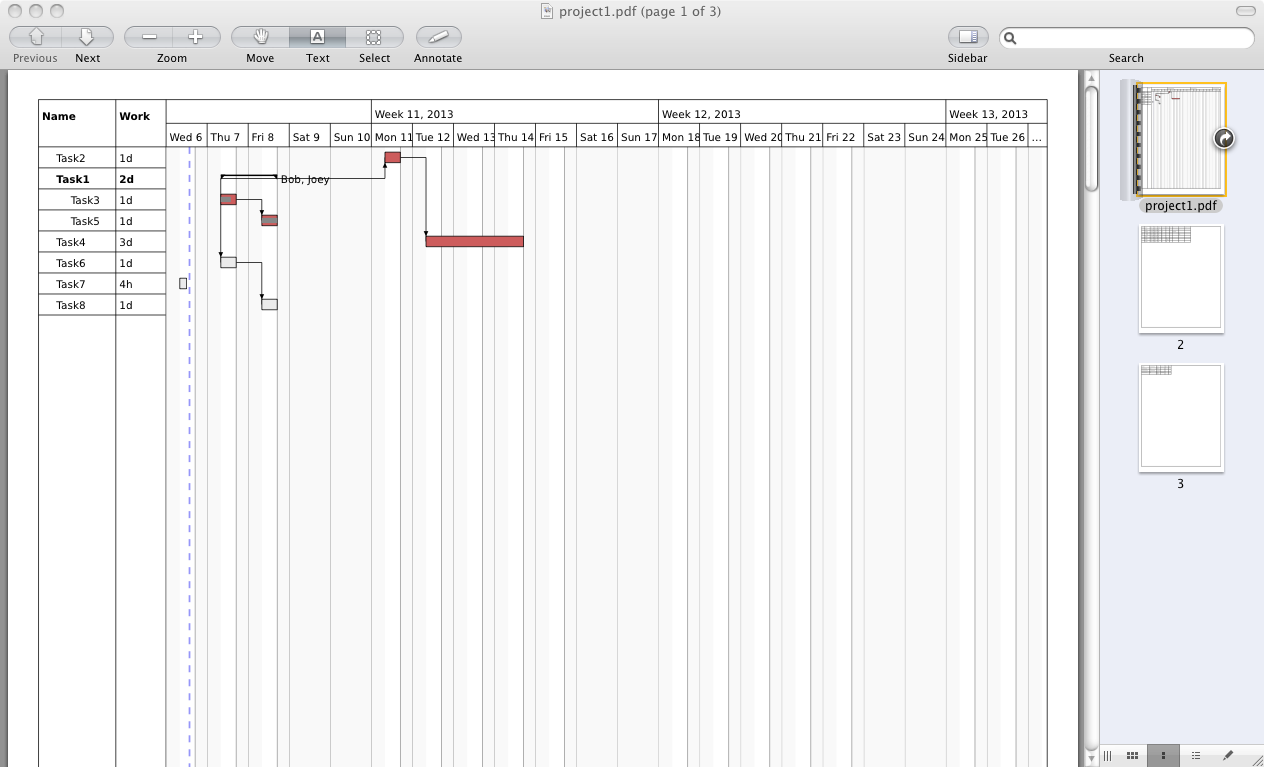 project1.pdf (page 1 of 3)
Previous Next Zoom Move Text Select Annotate Sidebar Search
Name Work Week 11, 2013 Week 12, 2013 Week 13, 2013
Wed 6 Thu 7 Fri 8 Sat 9 Sun 10 Mon 11 Tue 12 Wed 13 Thu 14 Fri 15 Sat 16 Sun 17 Mon 18 Tue 19 Wed 20 Thu 21 Fri 22 Sat 23 Sun 24 Mon 25 Tue 26 ...
Task2 1d
Task1 2d Bob, Joey
Task3 1d
Task5 1d
Task4 3d
Task6 1d
Task7 4h
Task8 1d
project1.pdf
2
3